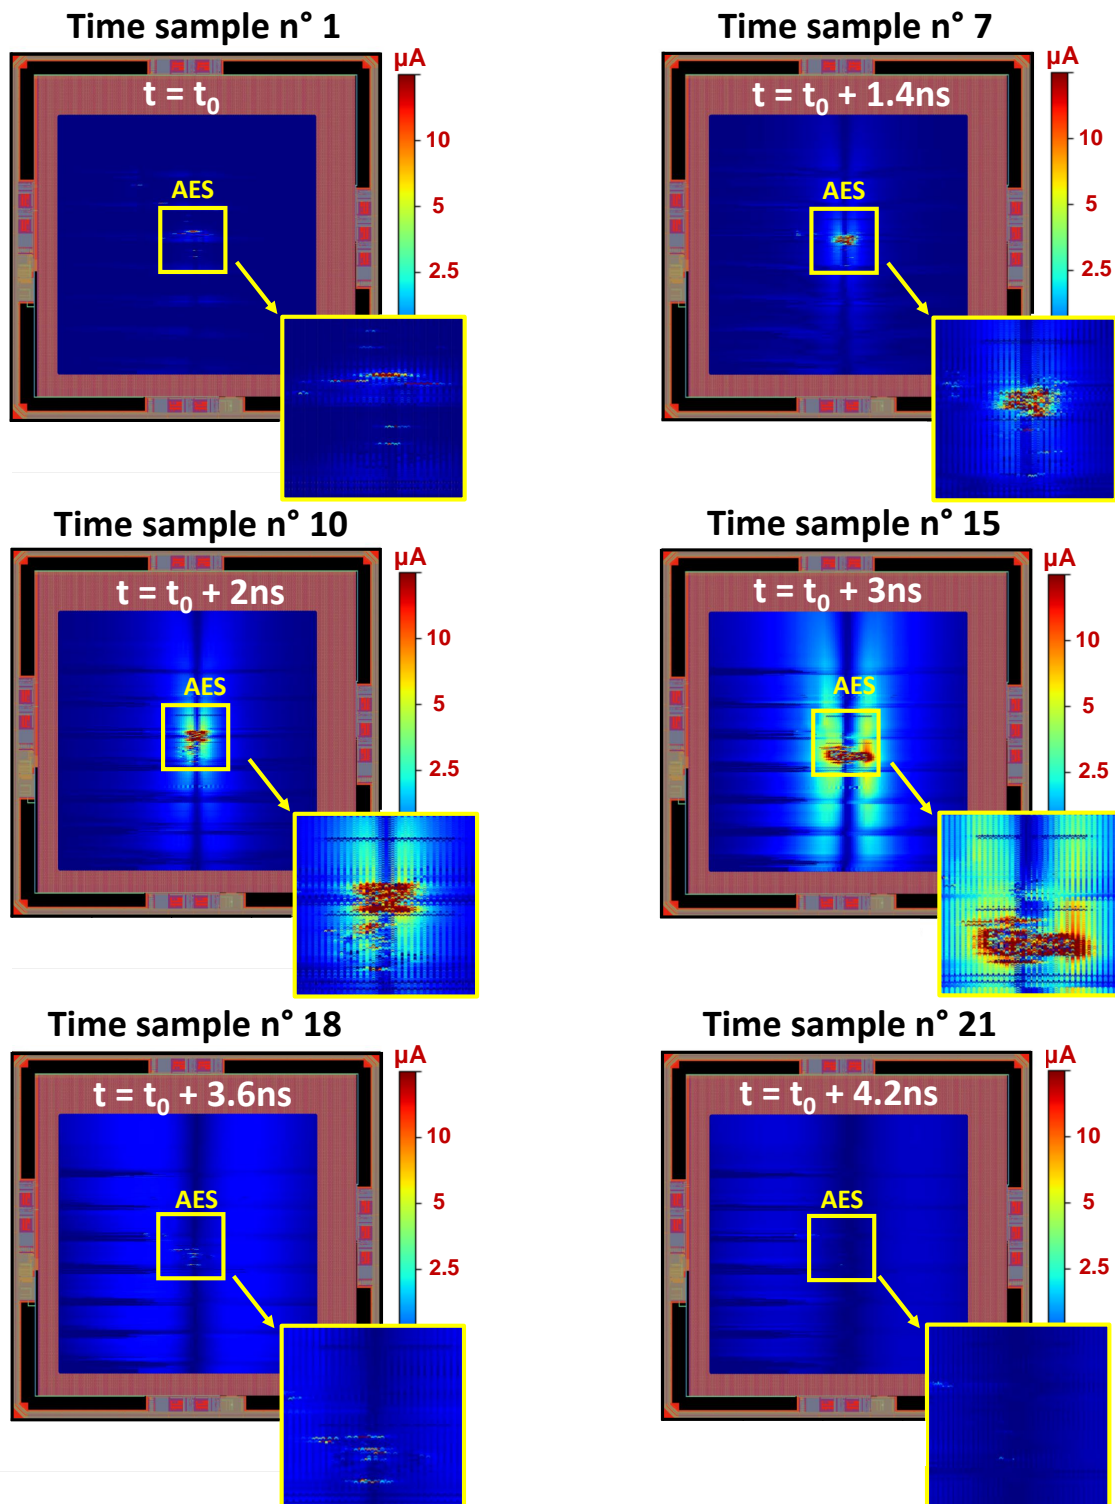 Time sample n° 1
µA
t = t₀
10
AES
5
2.5
Time sample n° 7
µA
t = t₀ + 1.4ns
10
AES
5
2.5
Time sample n° 10
µA
t = t₀ + 2ns
10
AES
5
2.5
Time sample n° 15
µA
t = t₀ + 3ns
10
AES
5
2.5
Time sample n° 18
µA
t = t₀ + 3.6ns
10
AES
5
2.5
Time sample n° 21
µA
t = t₀ + 4.2ns
10
AES
5
2.5